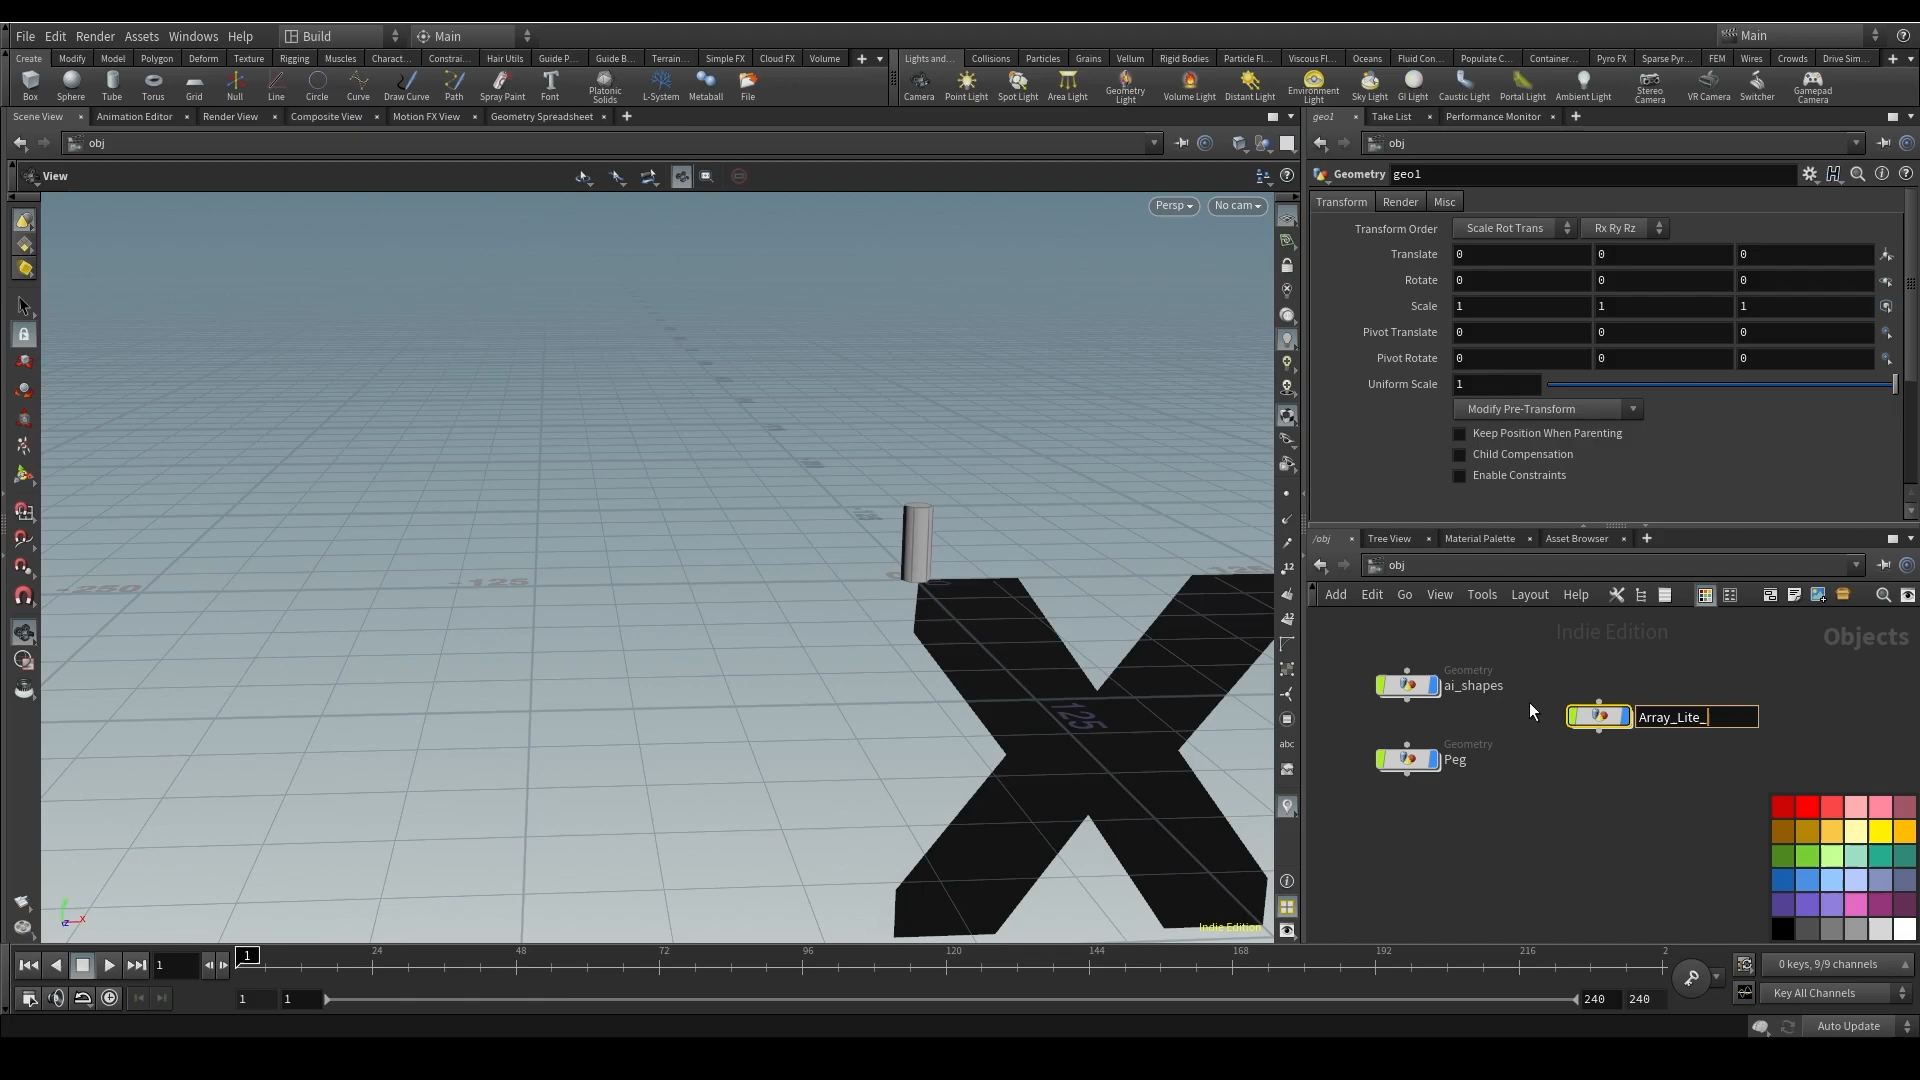 File Edit Render Assets Windows Help Build Main Main
Create Modify Model Polygon Deform Texture Rigging Muscles Charact... Constrai... Hair Utils Guide P... Guide B... Terrain... Simple FX Cloud FX Volume
Lights and... Collisions Particles Grains Vellum Rigid Bodies Particle Fl... Viscous Fl... Oceans Fluid Con... Populate C... Container... Pyro FX Sparse Pyr... FEM Wires Crowds Drive Sim...
Box Sphere Tube Torus Grid Null Line Circle Curve Draw Curve Path Spray Paint Font Platonic Solids L-System Metaball File
Camera Point Light Spot Light Area Light Geometry Light Volume Light Distant Light Environment Light Sky Light GI Light Caustic Light Portal Light Ambient Light Stereo Camera VR Camera Switcher Gamepad Camera
Scene View Animation Editor Render View Composite View Motion FX View Geometry Spreadsheet
geo1 Take List Performance Monitor
obj
obj
View
Persp No cam
Geometry geo1
Transform Render Misc
Transform Order Scale Rot Trans Rx Ry Rz
Translate 0 0 0
Rotate 0 0 0
Scale 1 1 1
Pivot Translate 0 0 0
Pivot Rotate 0 0 0
Uniform Scale 1
Modify Pre-Transform
Keep Position When Parenting
Child Compensation
Enable Constraints
-250 -125
125
/obj Tree View Material Palette Asset Browser
obj
Add Edit Go View Tools Layout Help
Indie Edition
Objects
Geometry
ai_shapes
Array_Lite_
Geometry
Peg
abc
Indie Edition
1 1 24 48 72 96 120 144 168 192 216 2
0 keys, 9/9 channels
1 1 240 240
Key All Channels
Auto Update